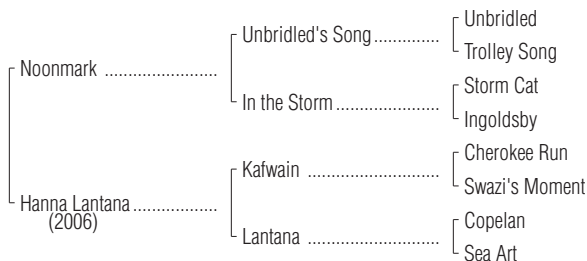 Unbridled
Unbridled's Song
Trolley Song
Noonmark
Storm Cat
In the Storm
Ingoldsby
Cherokee Run
Kafwain
Swazi's Moment
Hanna Lantana
(2006)
Copelan
Lantana
Sea Art